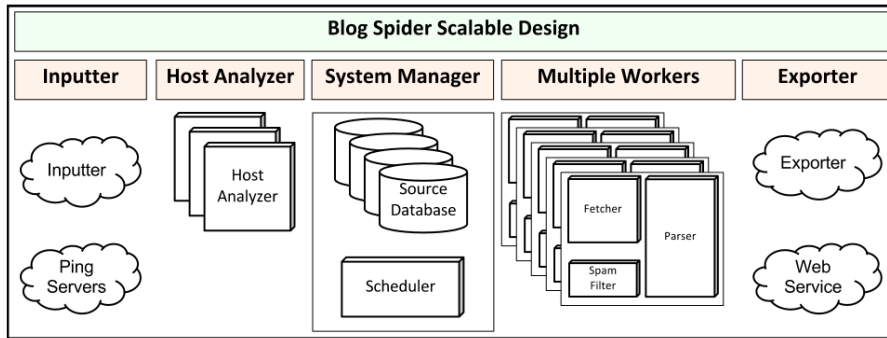 Blog Spider Scalable Design
Inputter
Host Analyzer
System Manager
Multiple Workers
Exporter
Inputter
Ping
Servers
Host
Analyzer
Source
Database
Scheduler
Fetcher
Spam
Filter
Parser
Exporter
Web
Service